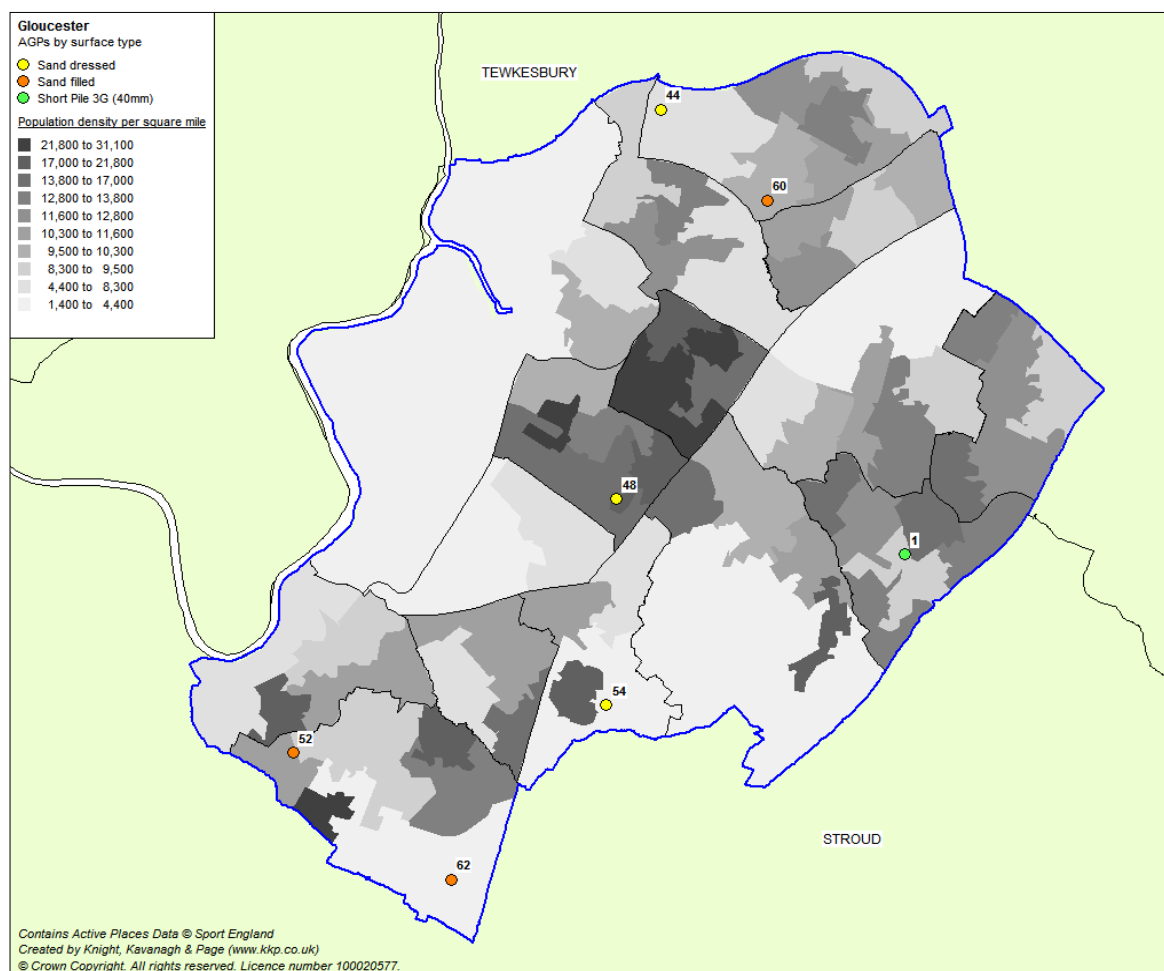 Gloucester
AGPs by surface type
Sand dressed
Sand filled
Short Pile 3G (40mm)
Population density per square mile
21,800 to 31,100
17,000 to 21,800
13,800 to 17,000
12,800 to 13,800
11,600 to 12,800
10,300 to 11,600
9,500 to 10,300
8,300 to 9,500
4,400 to 8,300
1,400 to 4,400
TEWKESBURY
44
60
48
1
54
52
62
STROUD
Contains Active Places Data © Sport England
Created by Knight, Kavanagh & Page (www.kkp.co.uk)
© Crown Copyright. All rights reserved. Licence number 100020577.